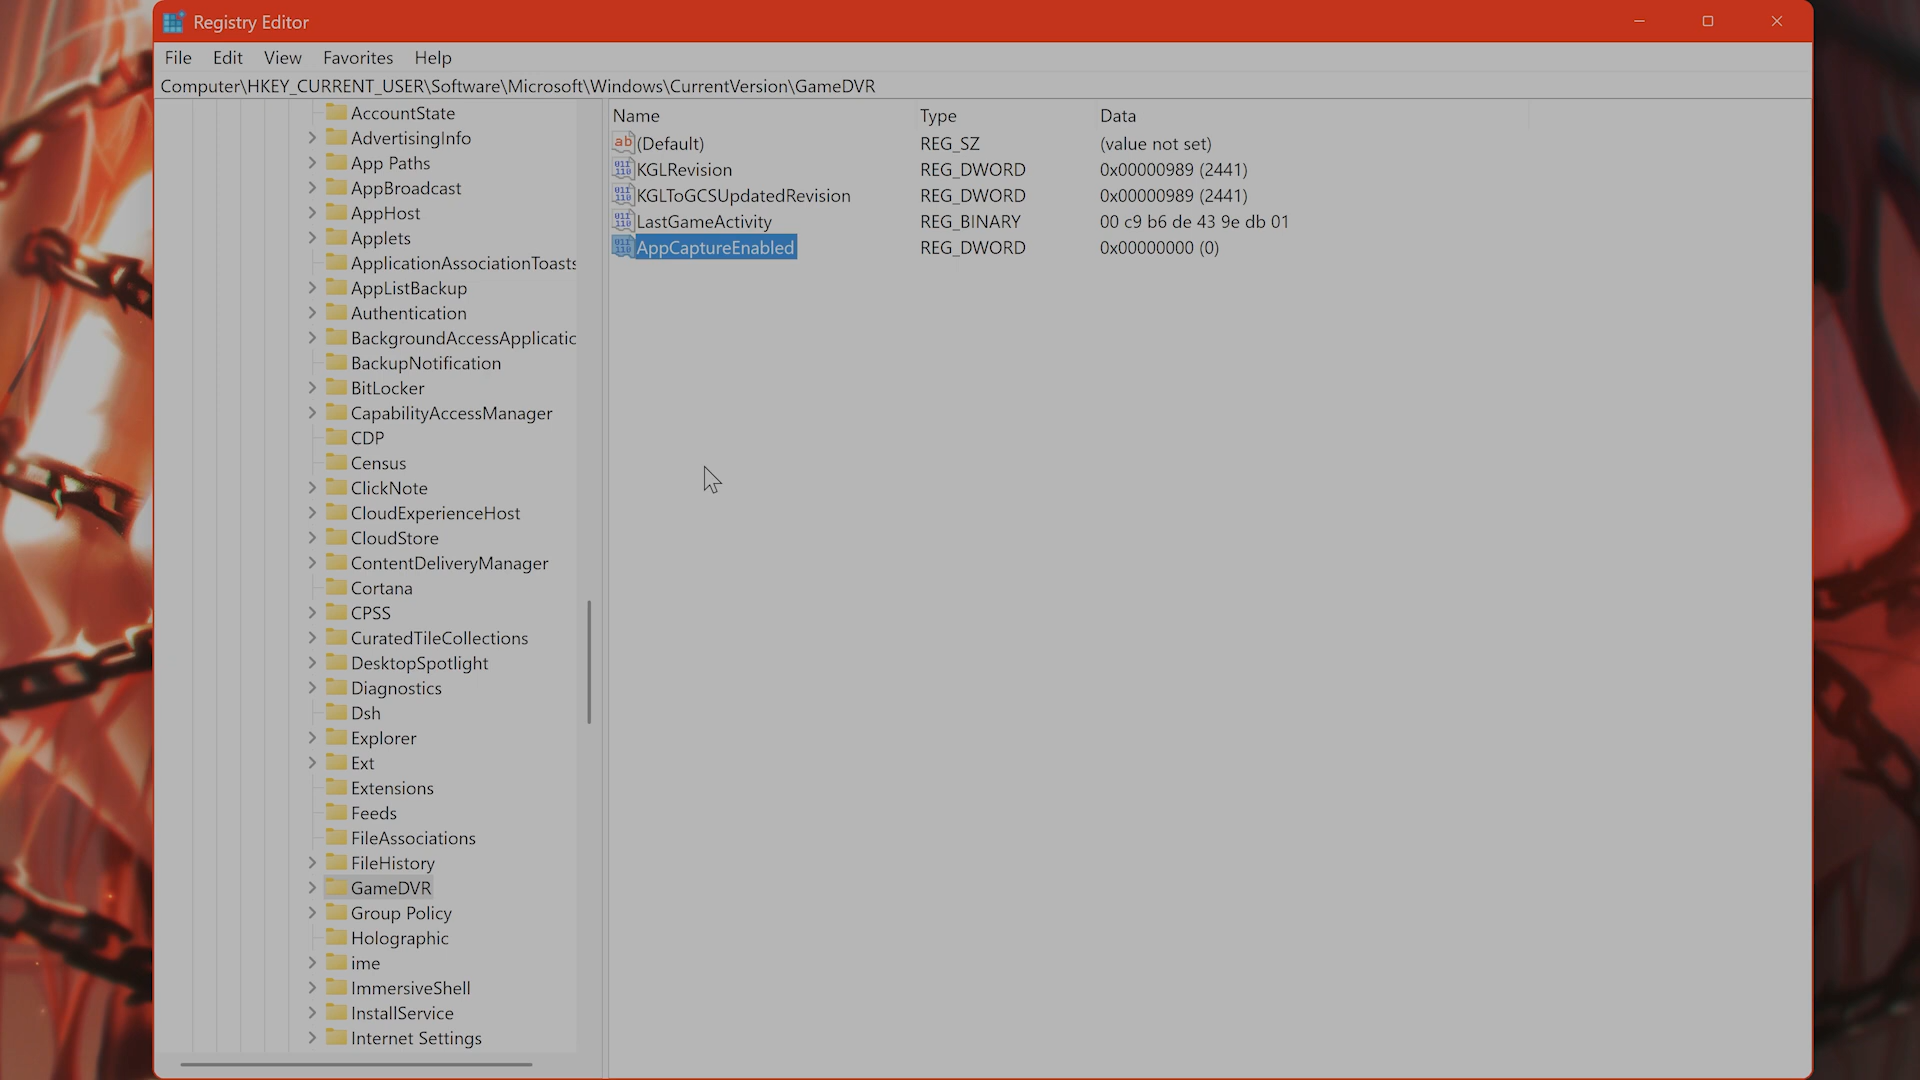 Registry Editor
File Edit View Favorites Help
Computer\HKEY_CURRENT_USER\Software\Microsoft\Windows\CurrentVersion\GameDVR
AccountState
AdvertisingInfo
App Paths
AppBroadcast
AppHost
Applets
ApplicationAssociationToasts
AppListBackup
Authentication
BackgroundAccessApplicatic
BackupNotification
BitLocker
CapabilityAccessManager
CDP
Census
ClickNote
CloudExperienceHost
CloudStore
ContentDeliveryManager
Cortana
CPSS
CuratedTileCollections
DesktopSpotlight
Diagnostics
Dsh
Explorer
Ext
Extensions
Feeds
FileAssociations
FileHistory
GameDVR
Group Policy
Holographic
ime
ImmersiveShell
InstallService
Internet Settings
Name Type Data
(Default) REG_SZ (value not set)
KGLRevision REG_DWORD 0x00000989 (2441)
KGLToGCSUpdatedRevision REG_DWORD 0x00000989 (2441)
LastGameActivity REG_BINARY 00 c9 b6 de 43 9e db 01
AppCaptureEnabled REG_DWORD 0x00000000 (0)